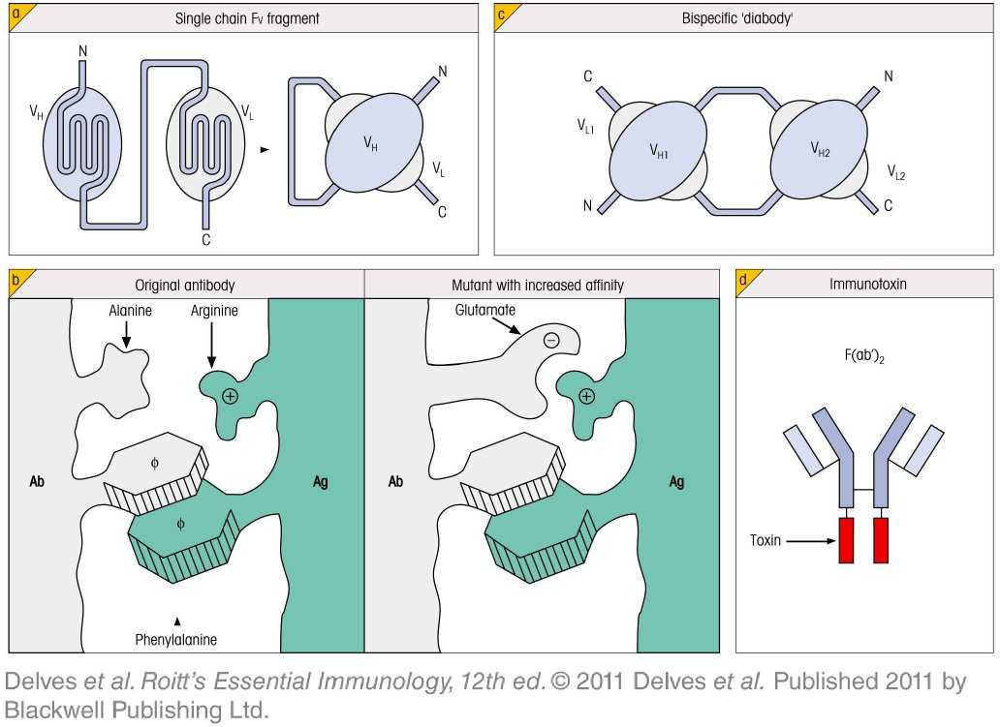 a
Single chain Fv fragment
N
VH
VL
C
N
VH
VL
C
c
Bispecific 'diabody'
C
N
VL1
VH1
VH2
VL2
N
C
b
Original antibody
Mutant with increased affinity
Alanine
Arginine
Glutamate
−
+
+
Ab
ϕ
Ag
Ab
Ag
ϕ
Phenylalanine
d
Immunotoxin
F(ab′)2
Toxin
Delves et al. Roitt’s Essential Immunology, 12th ed. © 2011 Delves et al. Published 2011 by
Blackwell Publishing Ltd.